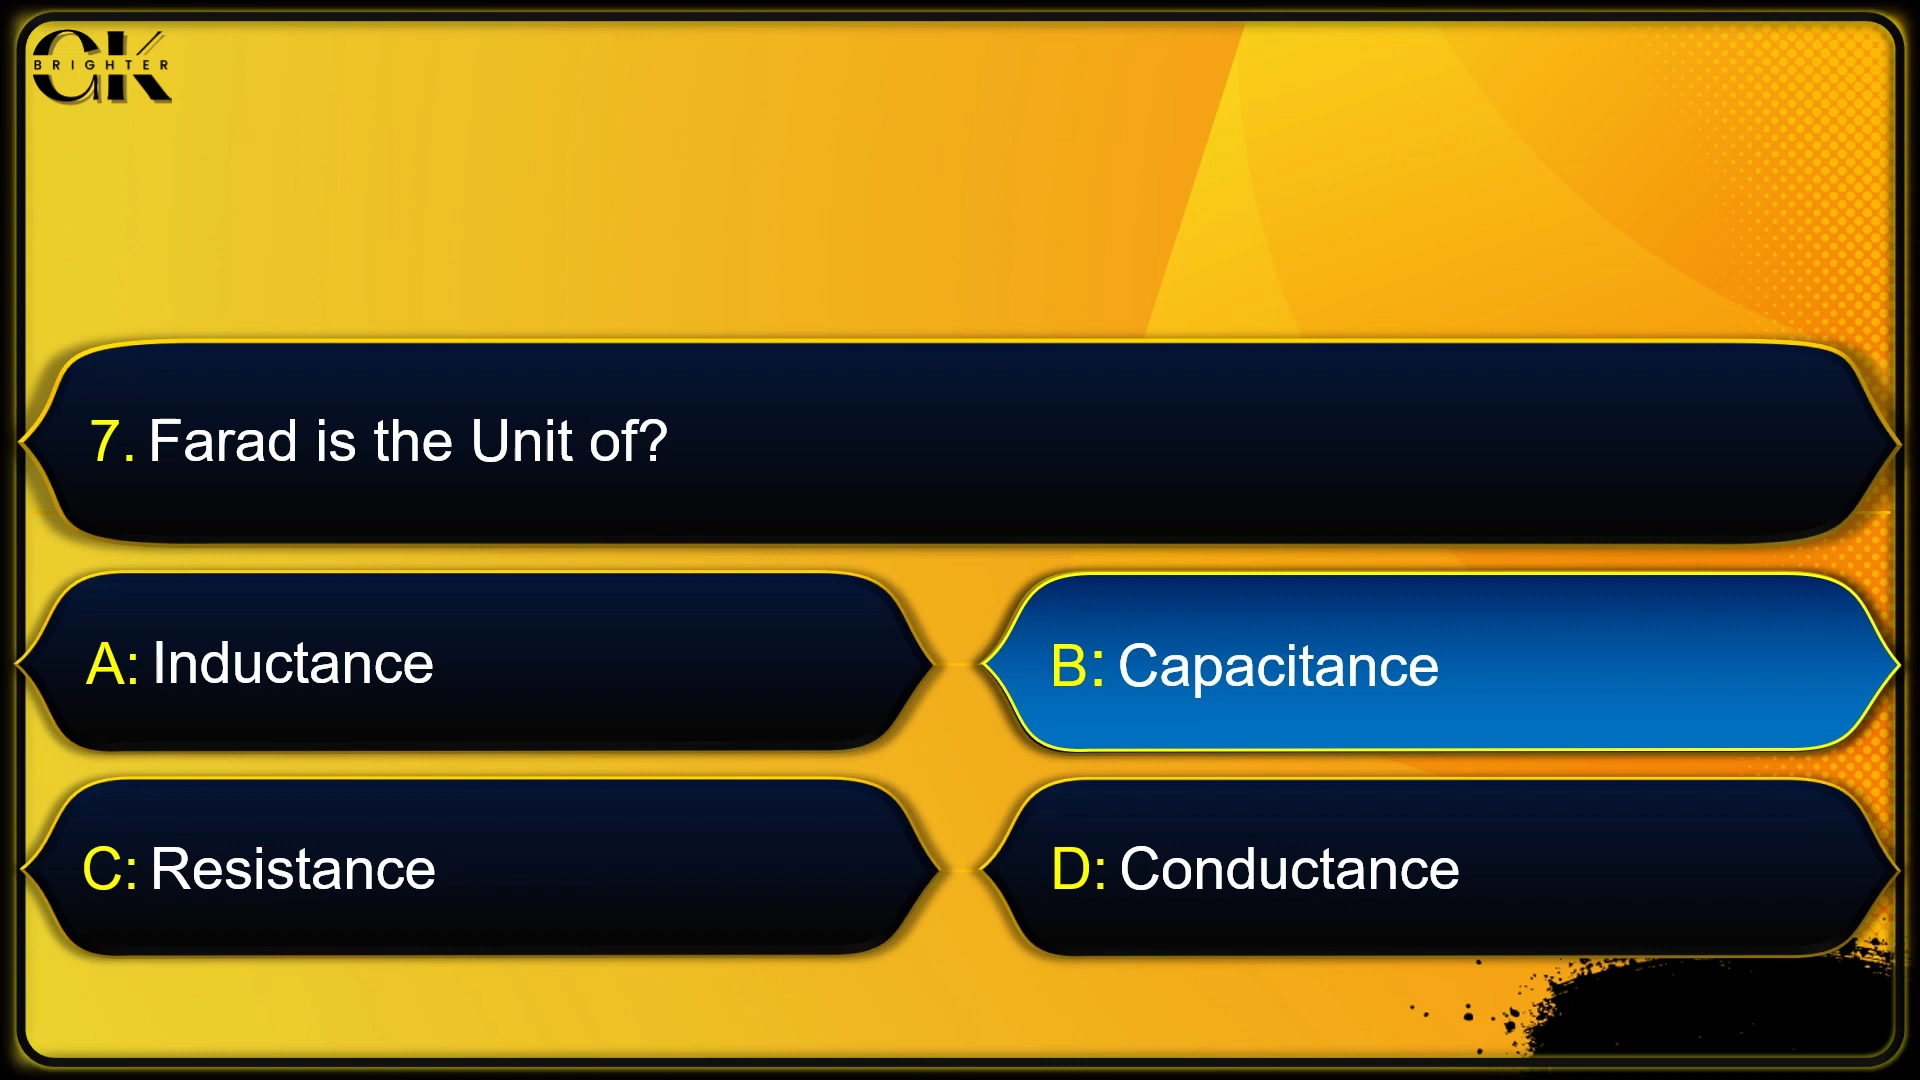 GK
BRIGHTER
7. Farad is the Unit of?
A: Inductance
B: Capacitance
C: Resistance
D: Conductance